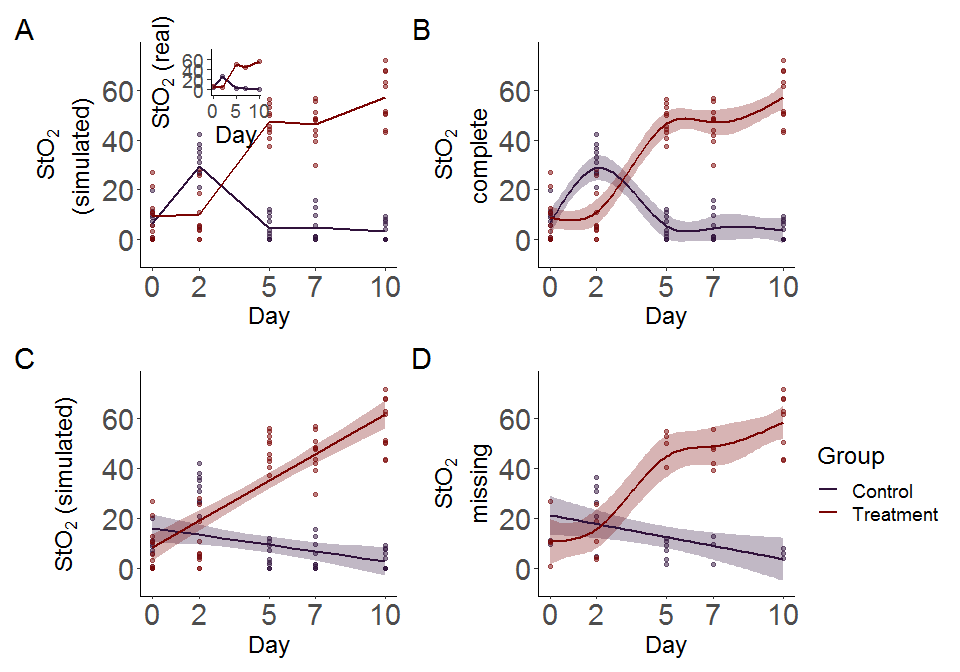 A
StO2
(simulated)
60
40
20
0
0
2
5
7
10
Day
StO2 (real)
60
40
20
0
0
5
10
Day
B
StO2
complete
60
40
20
0
0
2
5
7
10
Day
C
StO2 (simulated)
60
40
20
0
0
2
5
7
10
Day
D
StO2
missing
60
40
20
0
0
2
5
7
10
Day
Group
Control
Treatment